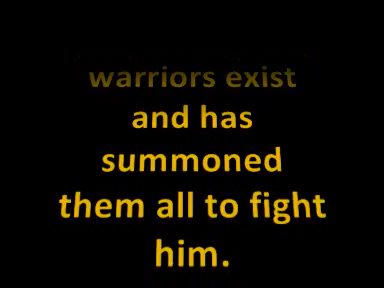 warriors exist
and has
summoned
them all to fight
him.